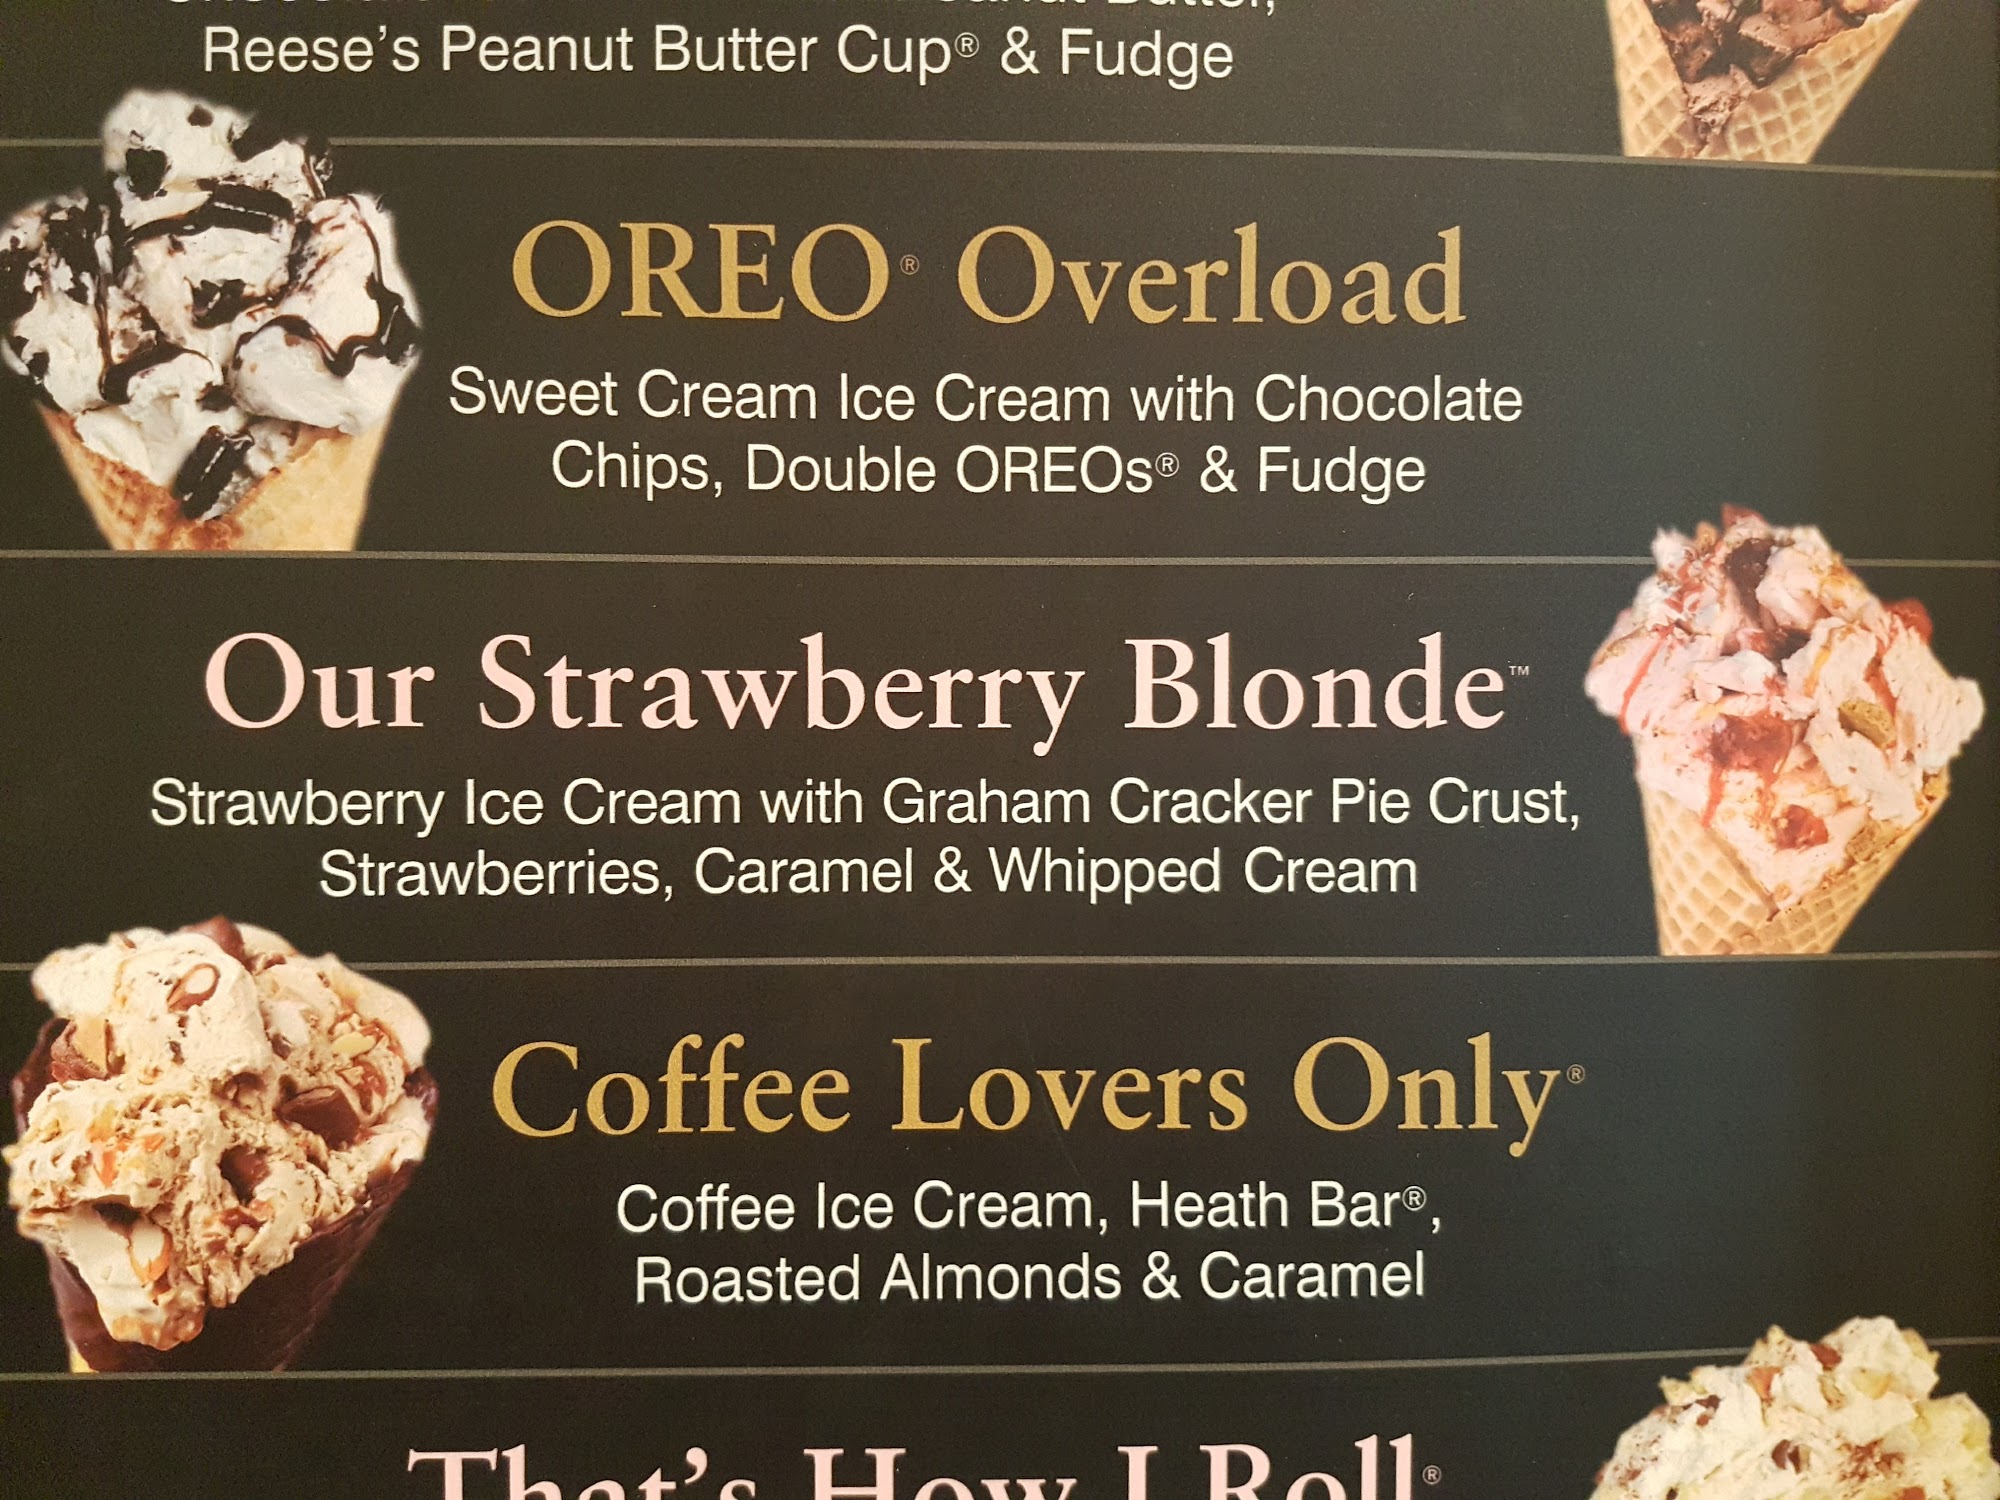 Reese's Peanut Butter Cup® & Fudge
OREO® Overload
Sweet Cream Ice Cream with Chocolate
Chips, Double OREOs® & Fudge
Our Strawberry Blonde™
Strawberry Ice Cream with Graham Cracker Pie Crust,
Strawberries, Caramel & Whipped Cream
Coffee Lovers Only®
Coffee Ice Cream, Heath Bar®,
Roasted Almonds & Caramel
That's How I Roll®